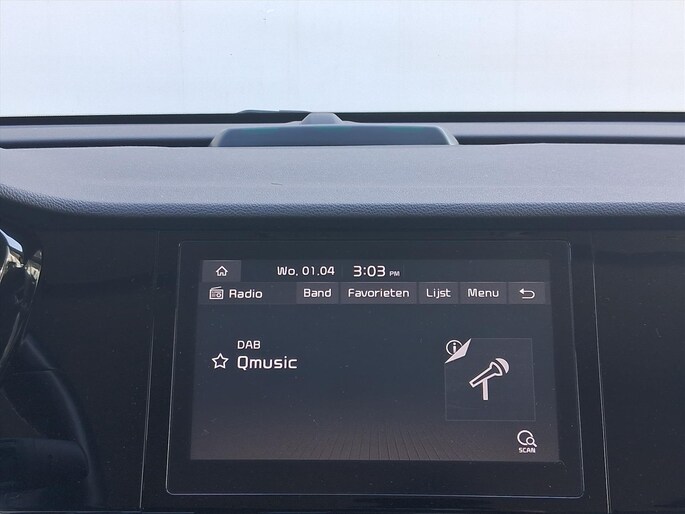 Wo, 01.04 3:03 PM
Radio Band Favorieten Lijst Menu
DAB
Qmusic
SCAN